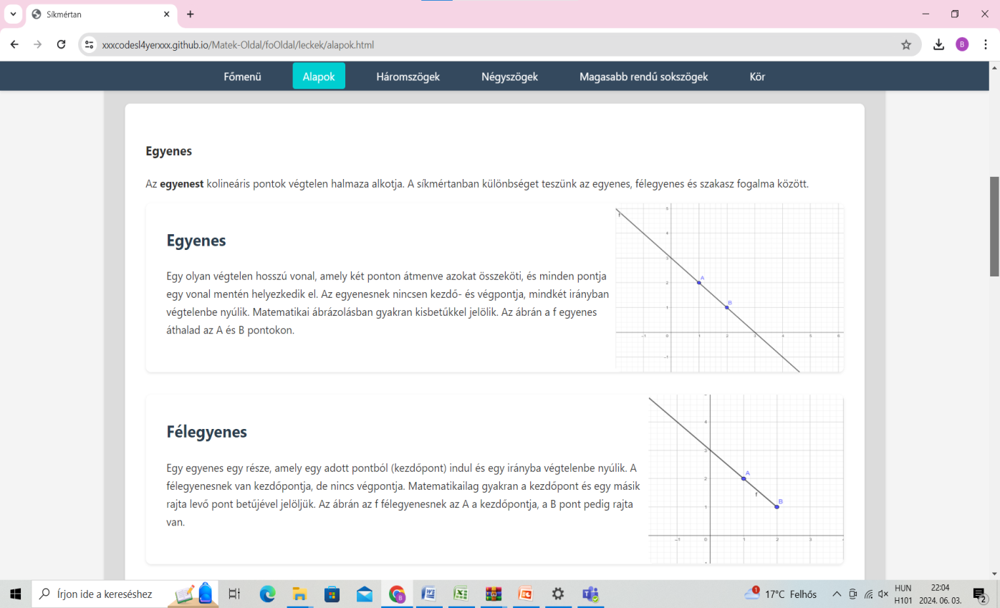 Síkmértan
xxxcodesl4yerxxx.github.io/Matek-Oldal/foOldal/leckek/alapok.html
B
Főmenü
Alapok
Háromszögek
Négyszögek
Magasabb rendű sokszögek
Kör
Egyenes
Az egyenest kolineáris pontok végtelen halmaza alkotja. A síkmértanban különbséget teszünk az egyenes, félegyenes és szakasz fogalma között.
Egyenes
Egy olyan végtelen hosszú vonal, amely két ponton átmenve azokat összeköti, és minden pontja
egy vonal mentén helyezkedik el. Az egyenesnek nincsen kezdő- és végpontja, mindkét irányban
végtelenbe nyúlik. Matematikai ábrázolásban gyakran kisbetűkkel jelölik. Az ábrán a f egyenes
áthalad az A és B pontokon.
f
5
4
3
2
1
-1
A
B
-1 0 1 2 3 4 5 6
Félegyenes
Egy egyenes egy része, amely egy adott pontból (kezdőpont) indul és egy irányba végtelenbe nyúlik. A
félegyenesnek van kezdőpontja, de nincs végpontja. Matematikailag gyakran a kezdőpont és egy másik
rajta levő pont betűjével jelöljük. Az ábrán az f félegyenesnek az A a kezdőpontja, a B pont pedig rajta
van.
4
3
2
1
A
f
B
-1 0 1 2 3
Írjon ide a kereséshez
1
17°C Felhős
HUN
H101
22:04
2024. 06. 03.
2